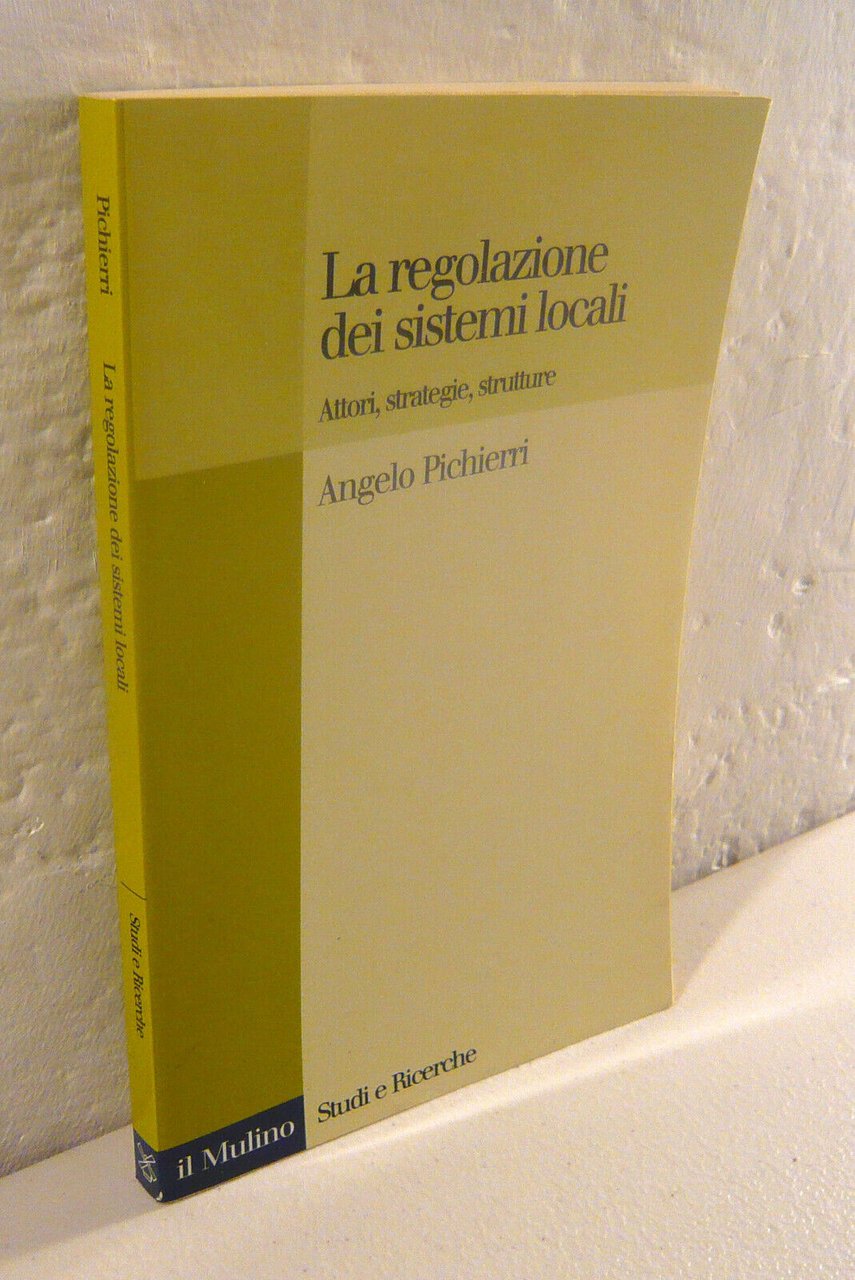 La regolazione
dei sistemi locali
Attori, strategie, strutture
Angelo Pichierri
Studi e Ricerche
il Mulino
Pichierri
La regolazione dei sistemi locali
Studi e Ricerche